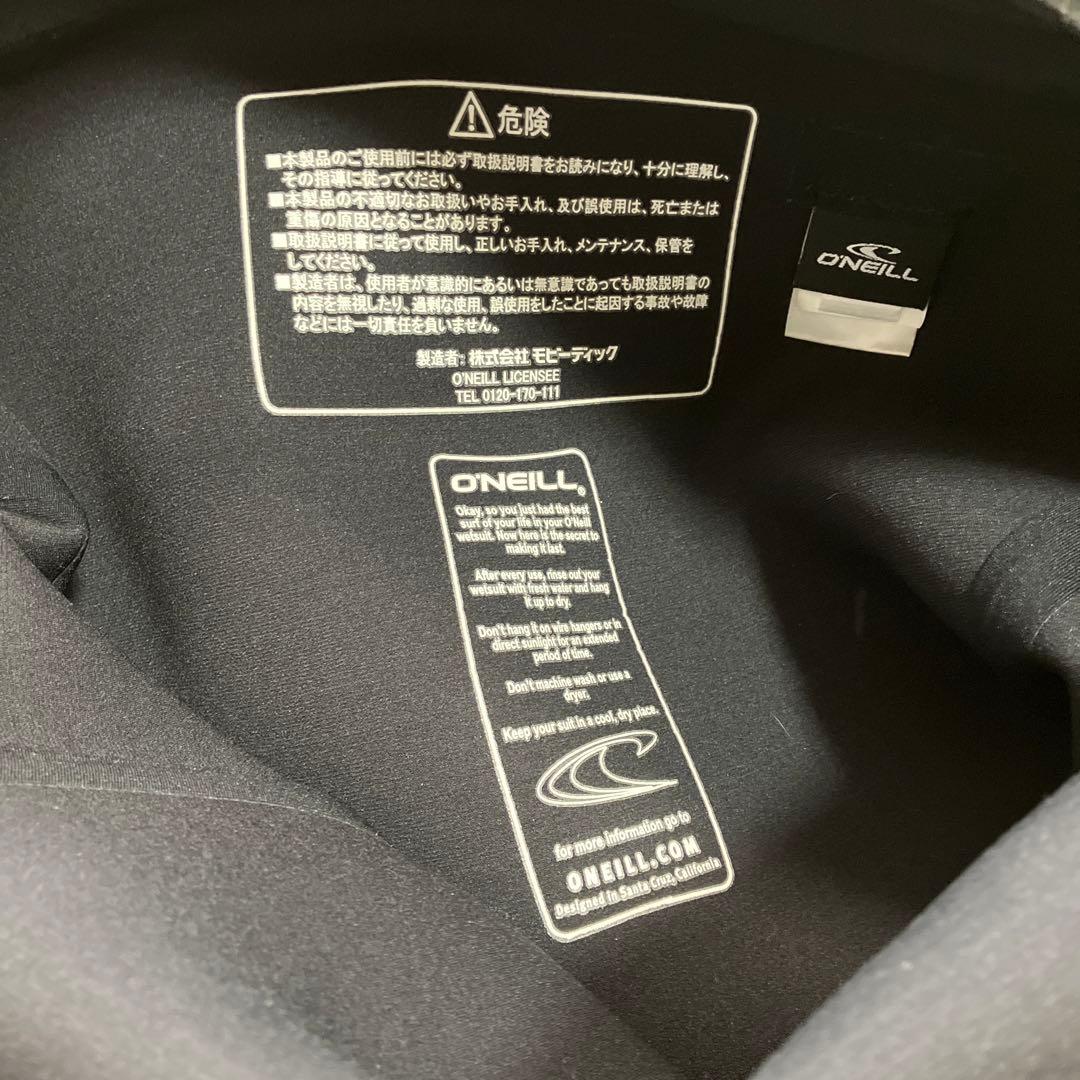 危険
■本製品のご使用前には必ず取扱説明書をお読みになり、十分に理解し、
その指導に従ってください。
■本製品の不適切なお取扱いやお手入れ、及び誤使用は、死亡または
重傷の原因となることがあります。
■取扱説明書に従って使用し、正しいお手入れ、メンテナンス、保管を
してください。
■製造者は、使用者が意識的にあるいは無意識であっても取扱説明書の
内容を無視したり、過剰な使用、誤使用をしたことに起因する事故や故障
などには一切責任を負いません。
製造者：株式会社 モビーディック
O'NEILL LICENSEE
TEL 0120-170-111
O'NEILL
O'NEILL®
Okay, so you just had the best
surf of your life in your O'Neill
wetsuit. Now here is the secret to
making it last.
After every use, rinse out your
wetsuit with fresh water and hang
it up to dry.
Don't hang it on wire hangers or in
direct sunlight for an extended
period of time.
Don't machine wash or use a
dryer.
Keep your suit in a cool, dry place.
for more information go to
ONEILL.COM
Designed in Santa Cruz, California